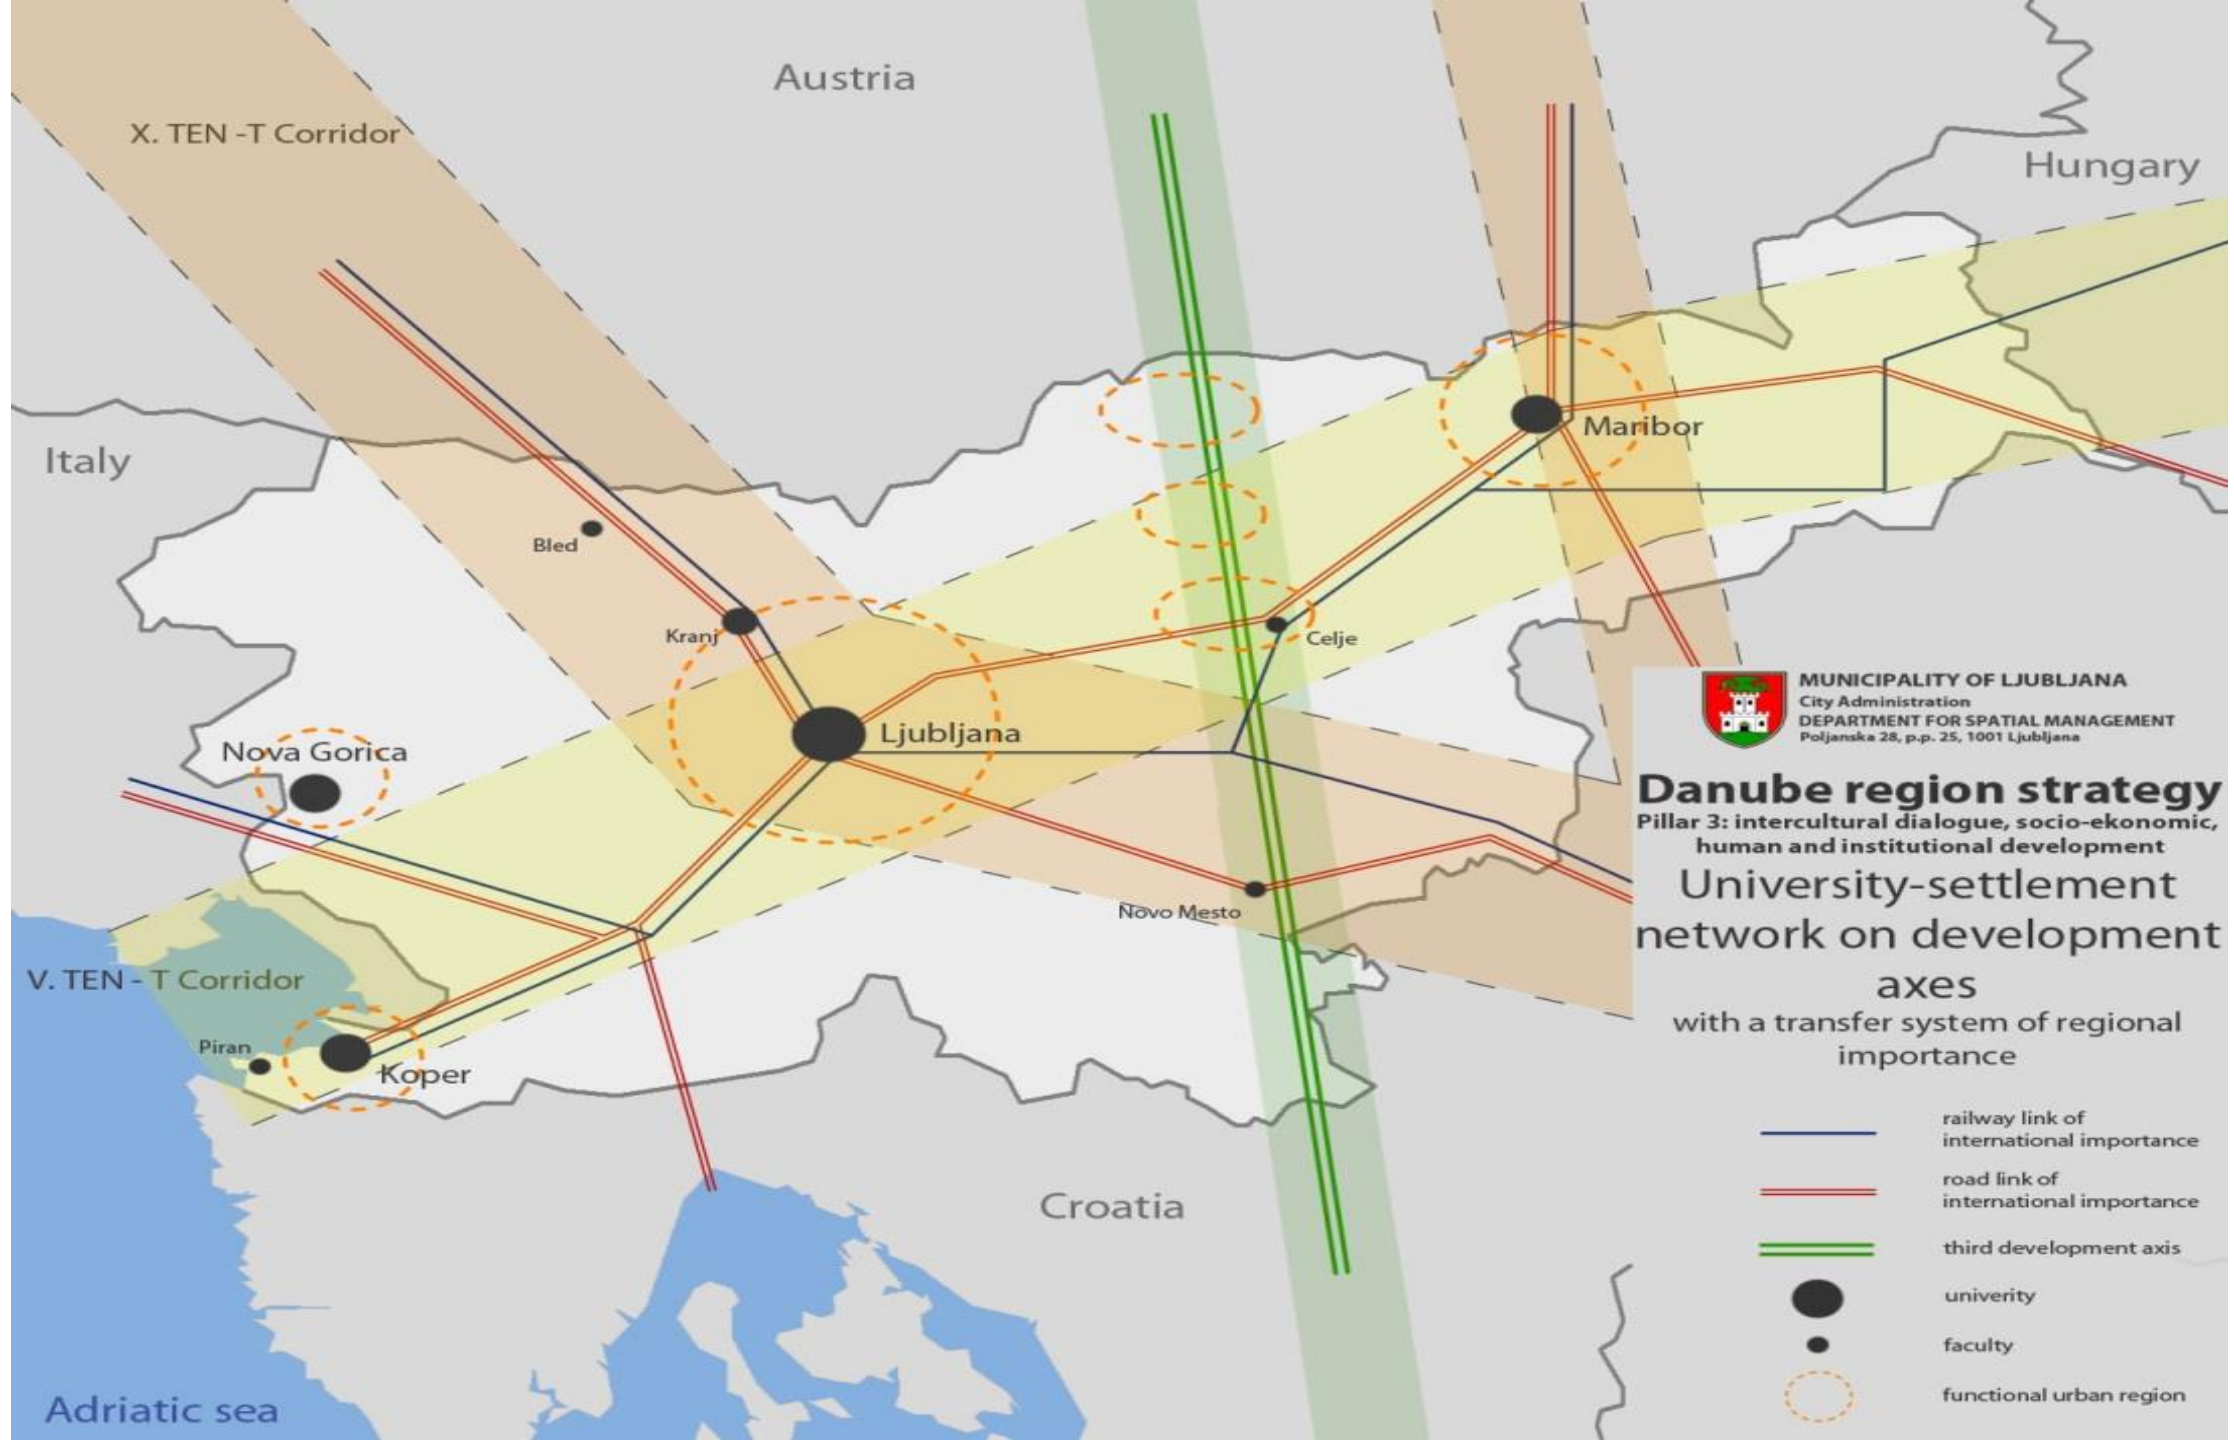 Austria
X. TEN -T Corridor
Hungary
Italy
Maribor
Bled
Kranj
Celje
Ljubljana
Nova Gorica
Novo Mesto
V. TEN - T Corridor
Piran
Koper
Croatia
Adriatic sea
MUNICIPALITY OF LJUBLJANA
City Administration
DEPARTMENT FOR SPATIAL MANAGEMENT
Poljanska 28, p.p. 25, 1001 Ljubljana
Danube region strategy
Pillar 3: intercultural dialogue, socio-ekonomic,
human and institutional development
University-settlement
network on development
axes
with a transfer system of regional
importance
railway link of
international importance
road link of
international importance
third development axis
univerity
faculty
functional urban region